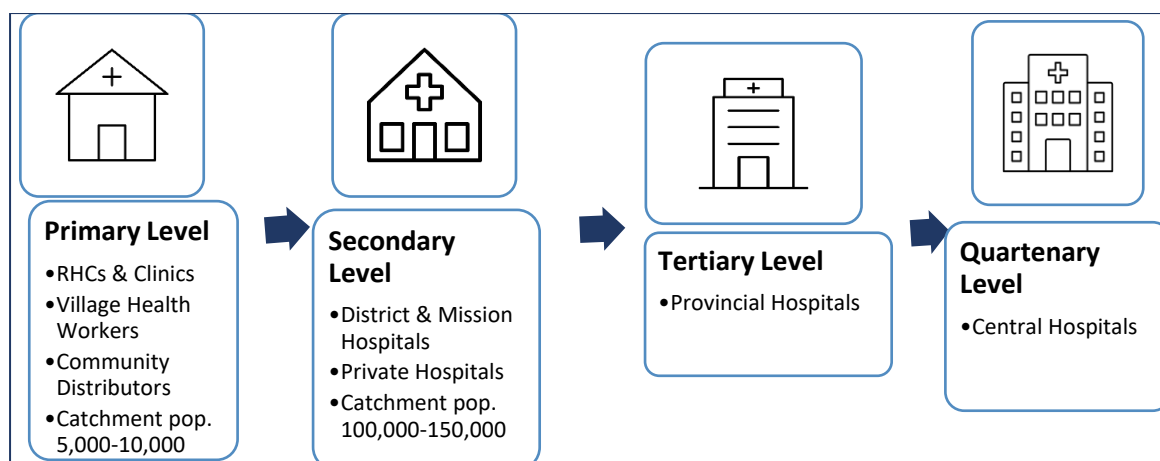 Primary Level
•RHCs & Clinics
•Village Health
Workers
•Community
Distributors
•Catchment pop.
5,000-10,000
Secondary
Level
•District & Mission
Hospitals
•Private Hospitals
•Catchment pop.
100,000-150,000
Tertiary Level
•Provincial Hospitals
Quartenary
Level
•Central Hospitals